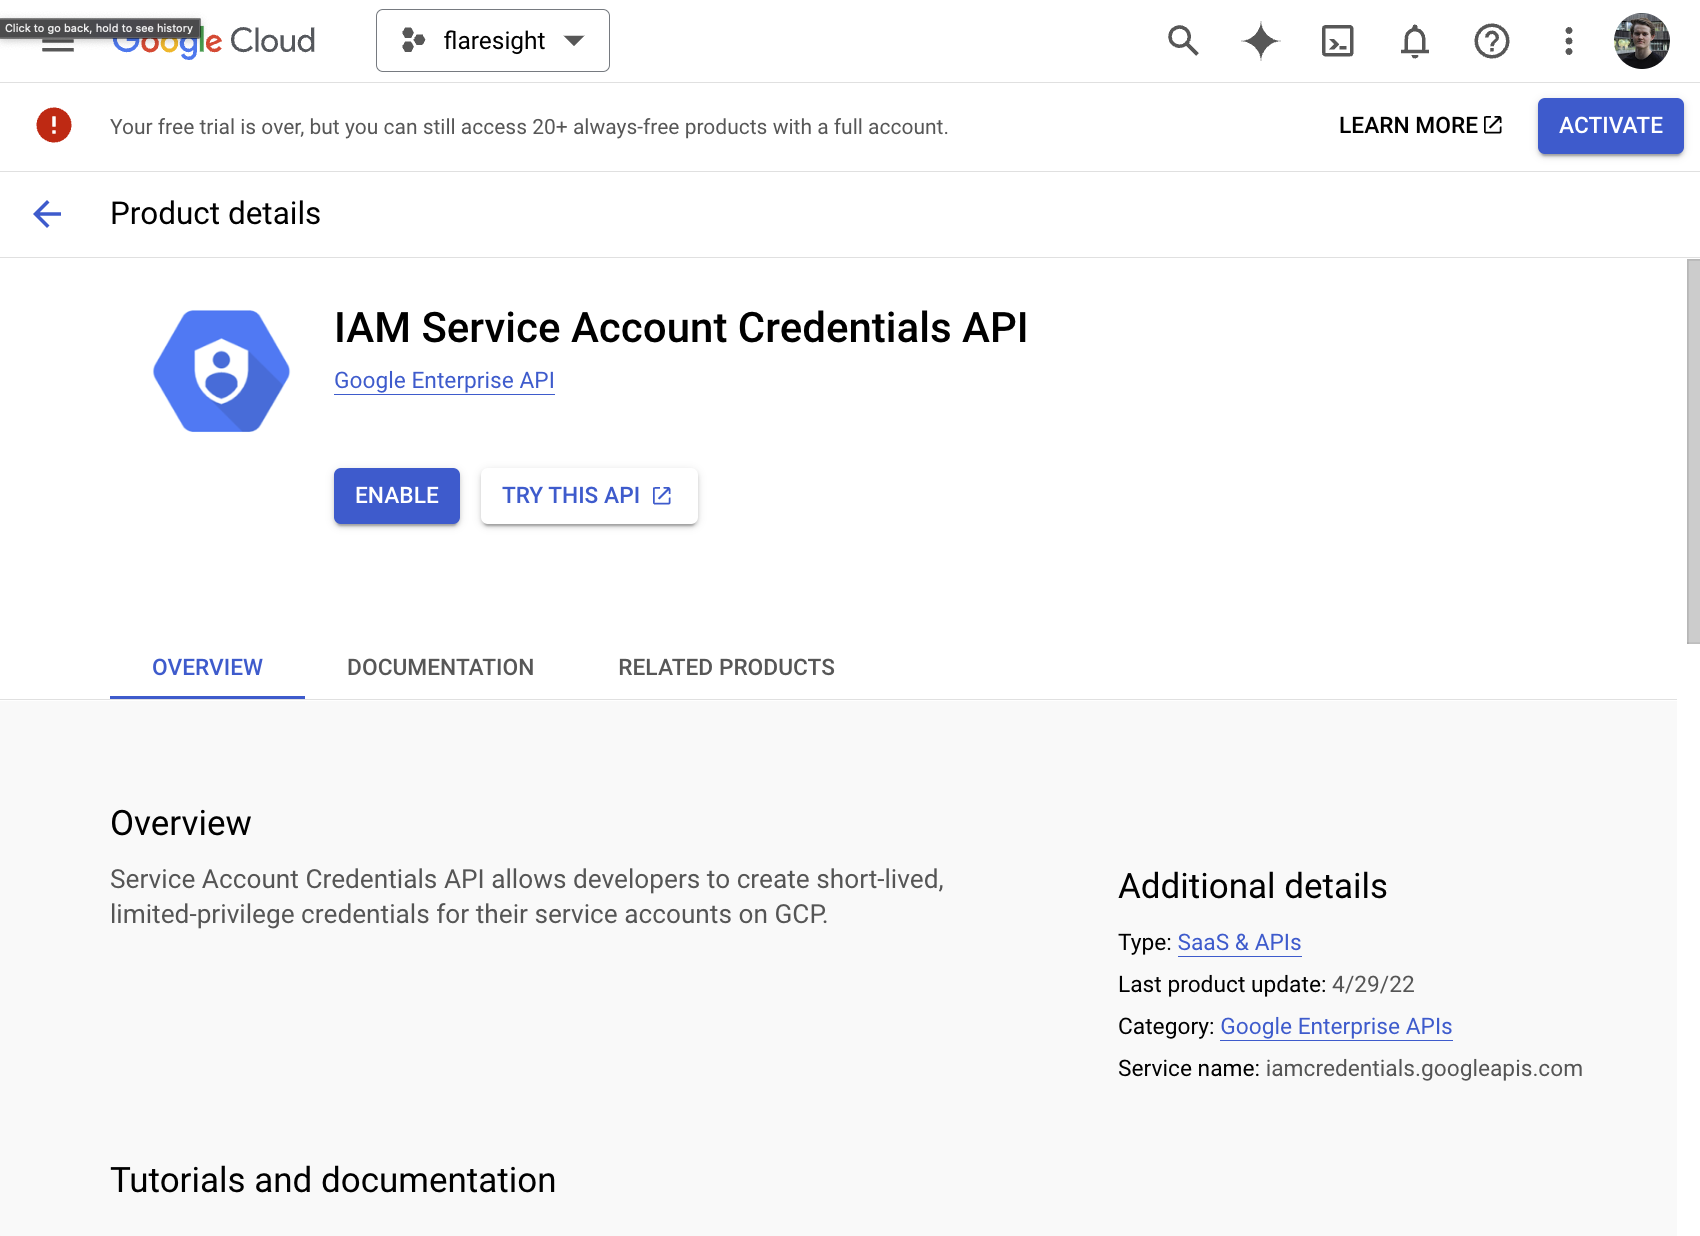 Click to go back, hold to see history
Google Cloud
flaresight
Your free trial is over, but you can still access 20+ always-free products with a full account.
LEARN MORE
ACTIVATE
Product details
IAM Service Account Credentials API
Google Enterprise API
ENABLE
TRY THIS API
OVERVIEW
DOCUMENTATION
RELATED PRODUCTS
Overview
Service Account Credentials API allows developers to create short-lived,
limited-privilege credentials for their service accounts on GCP.
Additional details
Type: SaaS & APIs
Last product update: 4/29/22
Category: Google Enterprise APIs
Service name: iamcredentials.googleapis.com
Tutorials and documentation